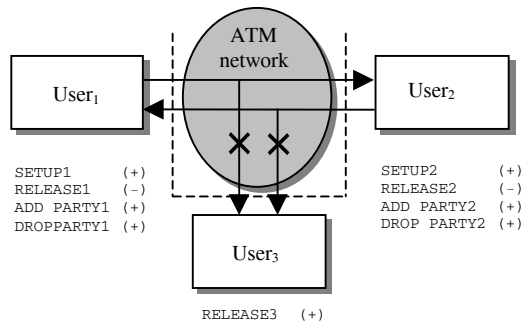 ATM
network
User1
User2
SETUP1 (+)
RELEASE1 (–)
ADD PARTY1 (+)
DROPPARTY1 (+)
SETUP2 (+)
RELEASE2 (–)
ADD PARTY2 (+)
DROP PARTY2 (+)
User3
RELEASE3 (+)